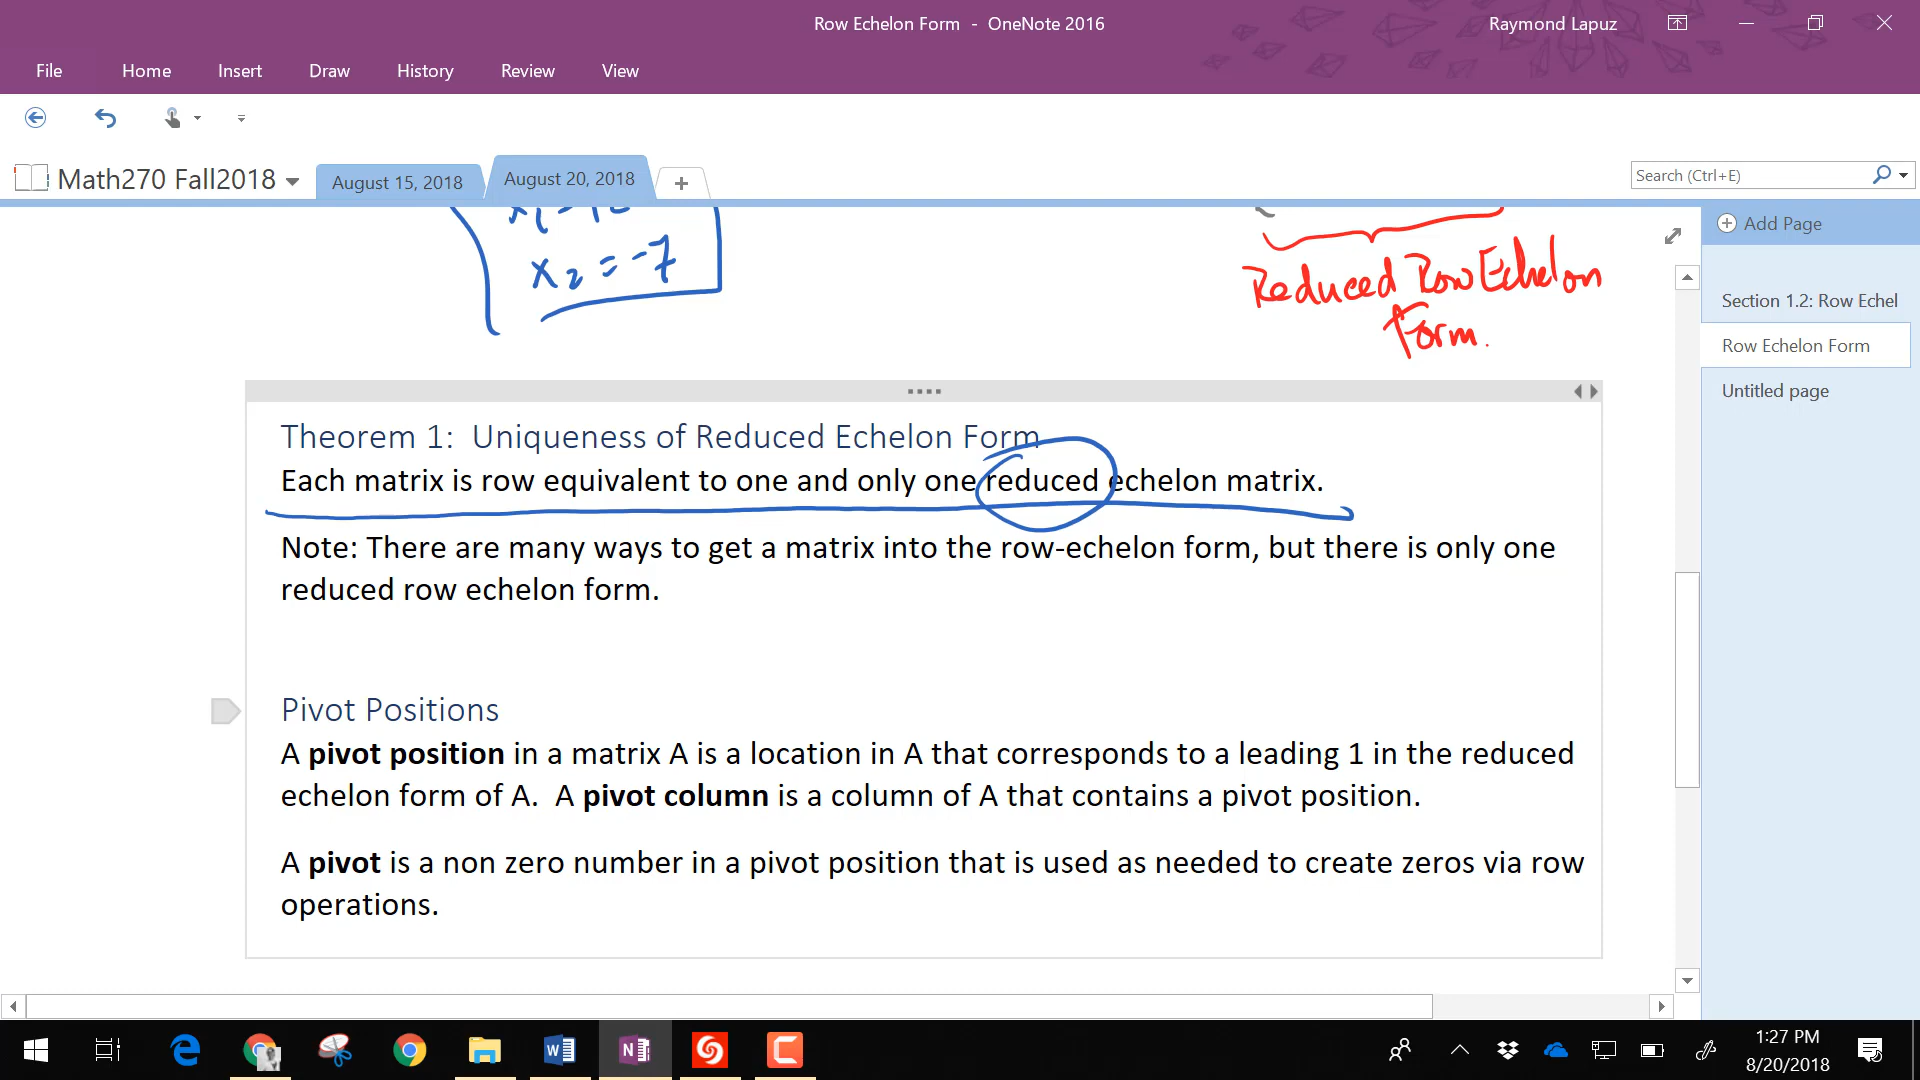 Row Echelon Form - OneNote 2016
Raymond Lapuz
File Home Insert Draw History Review View
Math270 Fall2018
August 15, 2018
August 20, 2018
Search (Ctrl+E)
Add Page
Section 1.2: Row Echel
Row Echelon Form
Untitled page
x₂ = -7
Reduced Row Echelon
Form.
Theorem 1: Uniqueness of Reduced Echelon Form
Each matrix is row equivalent to one and only one reduced echelon matrix.
Note: There are many ways to get a matrix into the row-echelon form, but there is only one
reduced row echelon form.
Pivot Positions
A pivot position in a matrix A is a location in A that corresponds to a leading 1 in the reduced
echelon form of A. A pivot column is a column of A that contains a pivot position.
A pivot is a non zero number in a pivot position that is used as needed to create zeros via row
operations.
1:27 PM
8/20/2018